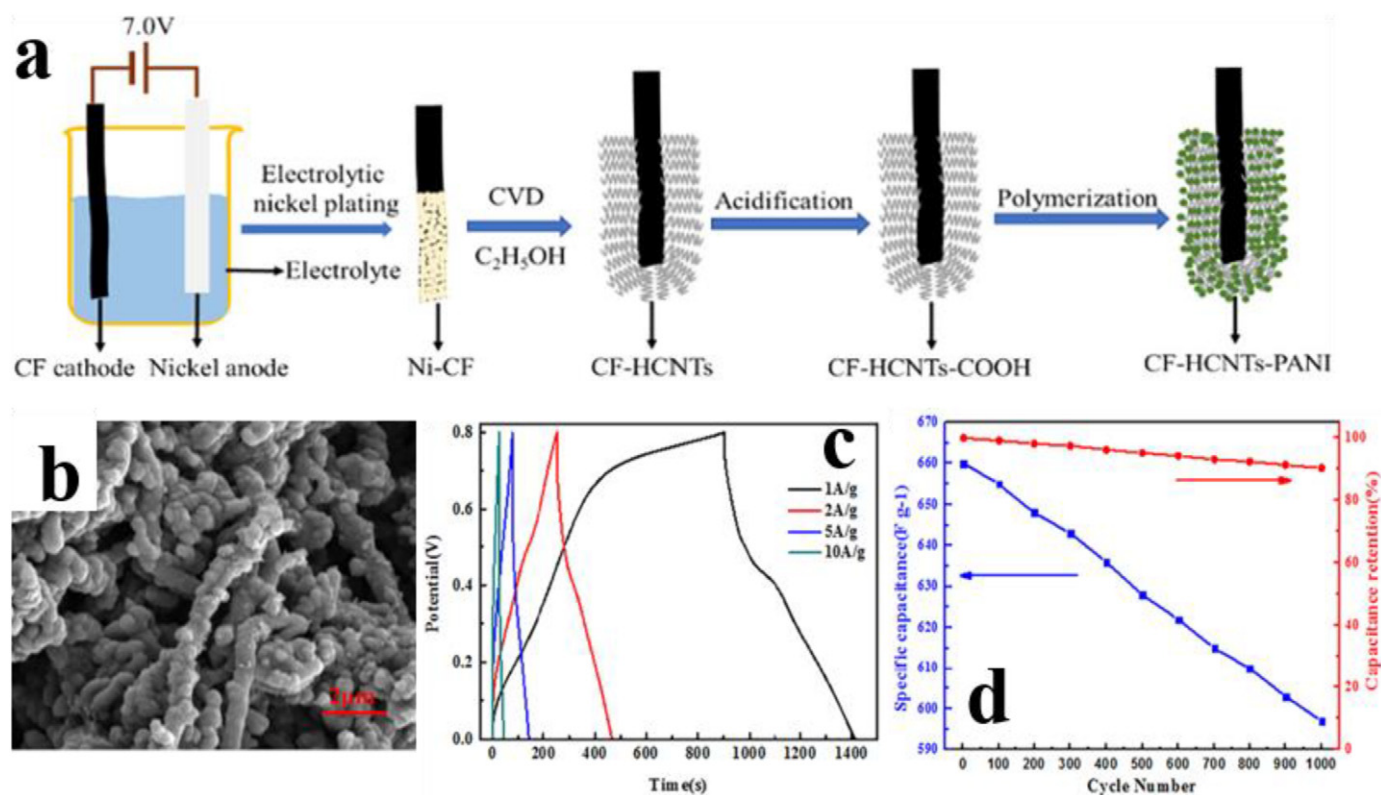 a
7.0V
Electrolytic
nickel plating
Electrolyte
CF cathode
Nickel anode
CVD
C₂H₅OH
Ni-CF
CF-HCNTs
Acidification
CF-HCNTs-COOH
Polymerization
CF-HCNTs-PANI
b
2μm
c
Potential(V)
0.8
0.6
0.4
0.2
0.0
1A/g
2A/g
5A/g
10A/g
0 200 400 600 800 1000 1200 1400
Time(s)
d
Specific capacitance(F g-1)
670
660
650
640
630
620
610
600
590
100
80
60
40
20
0
Capacitance retention(%)
0 100 200 300 400 500 600 700 800 900 1000
Cycle Number